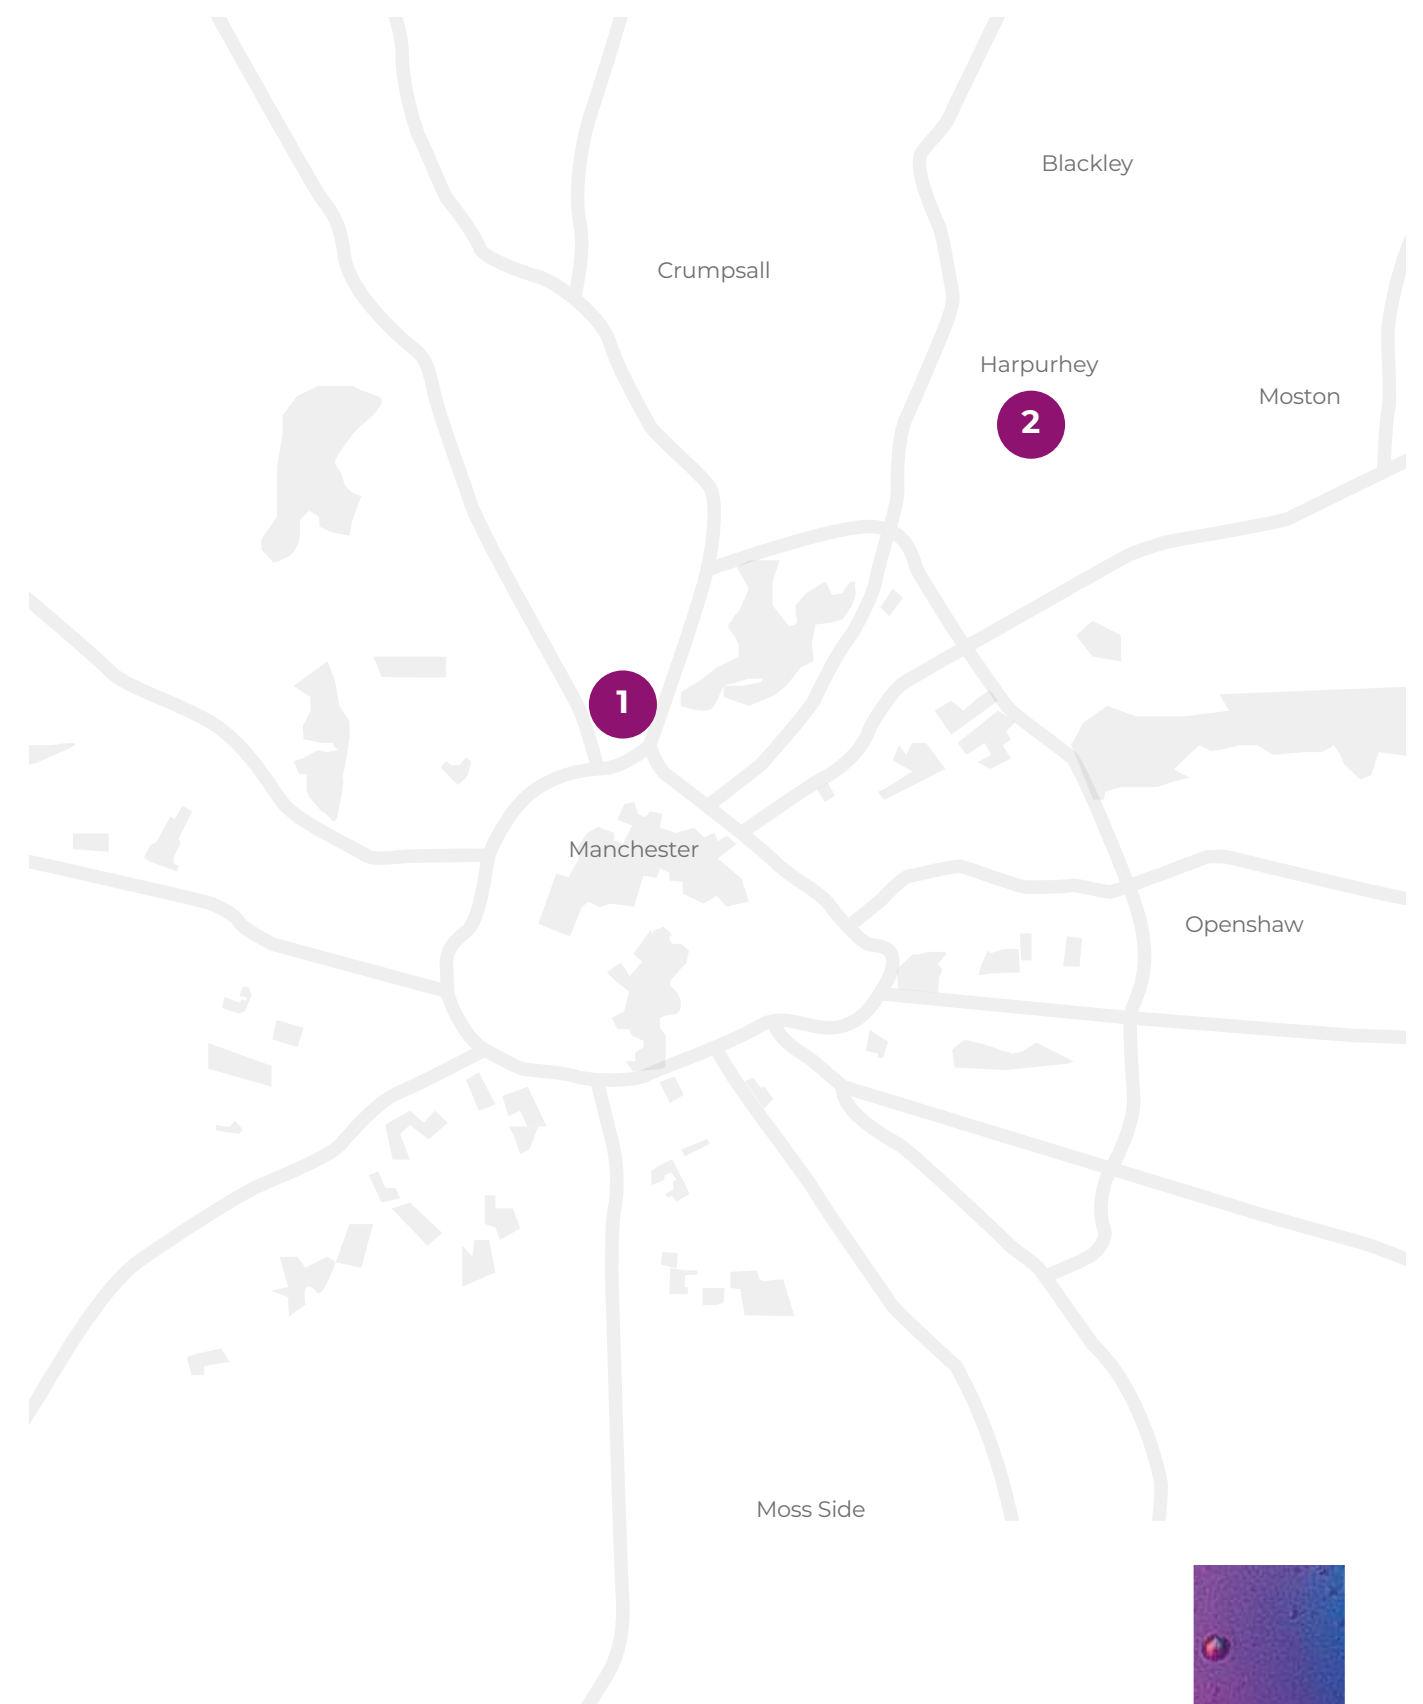 Blackley
Crumpsall
Harpurhey
Moston
2
1
Manchester
Openshaw
Moss Side